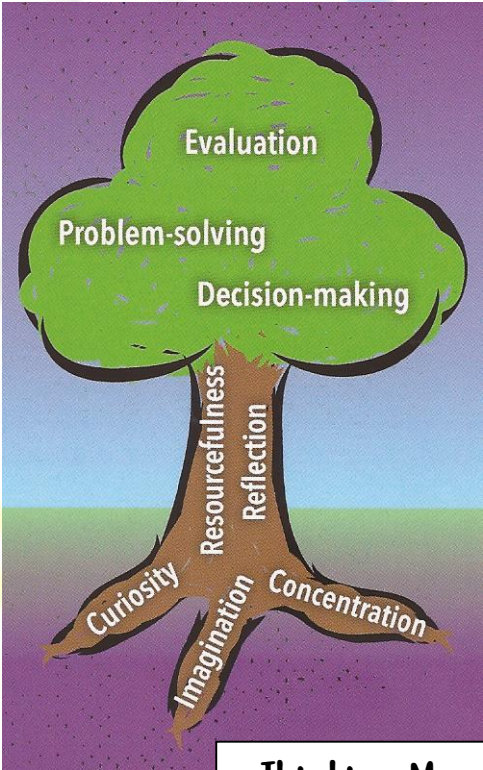 Evaluation
Problem-solving
Decision-making
Resourcefulness
Reflection
Curiosity
Imagination
Concentration